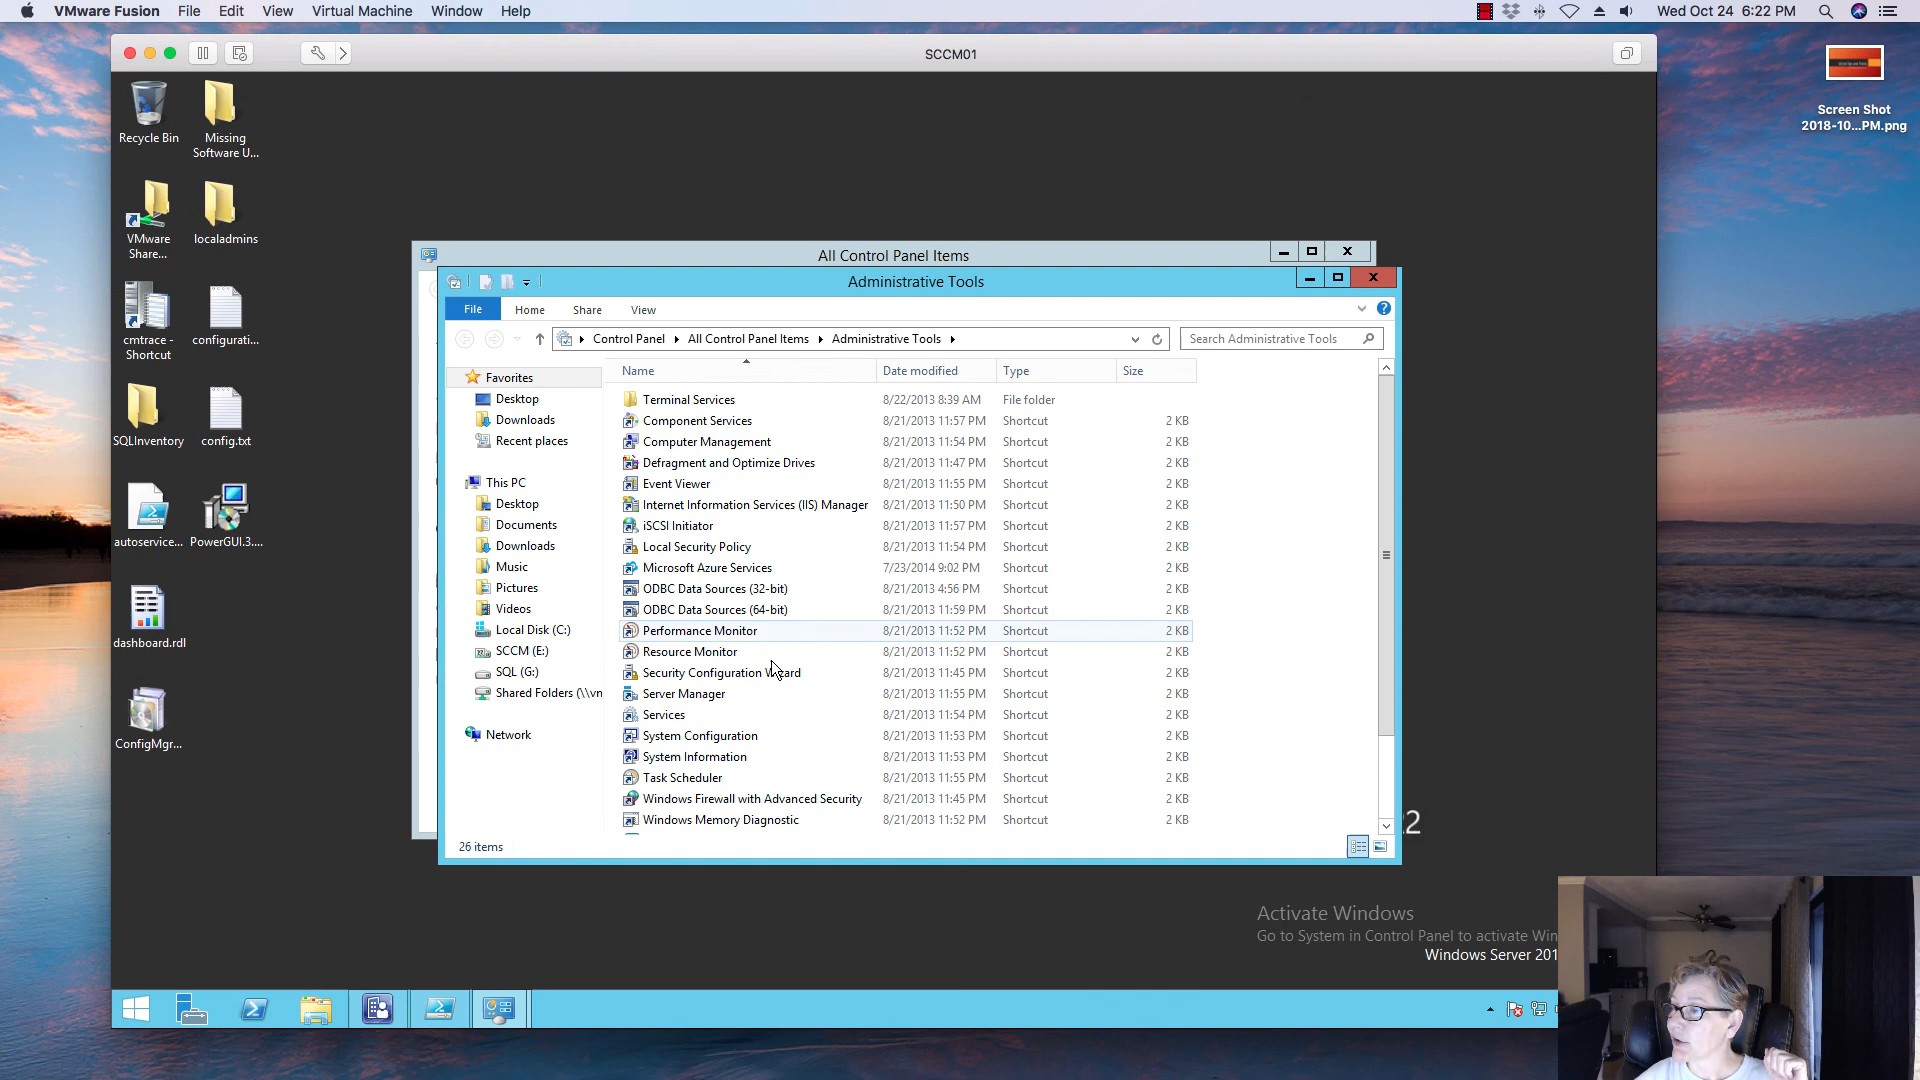 VMware Fusion File Edit View Virtual Machine Window Help Wed Oct 24 6:22 PM
SCCM01
Screen Shot
2018-10...PM.png
Recycle Bin
Missing
Software U...
VMware
Share...
localadmins
cmtrace -
Shortcut
configurati...
SQLInventory
config.txt
autoservice...
PowerGUI.3....
dashboard.rdl
ConfigMgr...
All Control Panel Items
Administrative Tools
File Home Share View
Control Panel All Control Panel Items Administrative Tools
Search Administrative Tools
Favorites
Desktop
Downloads
Recent places
This PC
Desktop
Documents
Downloads
Music
Pictures
Videos
Local Disk (C:)
SCCM (E:)
SQL (G:)
Shared Folders (\\vn
Network
Name Date modified Type Size
Terminal Services 8/22/2013 8:39 AM File folder
Component Services 8/21/2013 11:57 PM Shortcut 2 KB
Computer Management 8/21/2013 11:54 PM Shortcut 2 KB
Defragment and Optimize Drives 8/21/2013 11:47 PM Shortcut 2 KB
Event Viewer 8/21/2013 11:55 PM Shortcut 2 KB
Internet Information Services (IIS) Manager 8/21/2013 11:50 PM Shortcut 2 KB
iSCSI Initiator 8/21/2013 11:57 PM Shortcut 2 KB
Local Security Policy 8/21/2013 11:54 PM Shortcut 2 KB
Microsoft Azure Services 7/23/2014 9:02 PM Shortcut 2 KB
ODBC Data Sources (32-bit) 8/21/2013 4:56 PM Shortcut 2 KB
ODBC Data Sources (64-bit) 8/21/2013 11:59 PM Shortcut 2 KB
Performance Monitor 8/21/2013 11:52 PM Shortcut 2 KB
Resource Monitor 8/21/2013 11:52 PM Shortcut 2 KB
Security Configuration Wizard 8/21/2013 11:45 PM Shortcut 2 KB
Server Manager 8/21/2013 11:55 PM Shortcut 2 KB
Services 8/21/2013 11:54 PM Shortcut 2 KB
System Configuration 8/21/2013 11:53 PM Shortcut 2 KB
System Information 8/21/2013 11:53 PM Shortcut 2 KB
Task Scheduler 8/21/2013 11:55 PM Shortcut 2 KB
Windows Firewall with Advanced Security 8/21/2013 11:45 PM Shortcut 2 KB
Windows Memory Diagnostic 8/21/2013 11:52 PM Shortcut 2 KB
26 items
22
Activate Windows
Go to System in Control Panel to activate Win
Windows Server 201